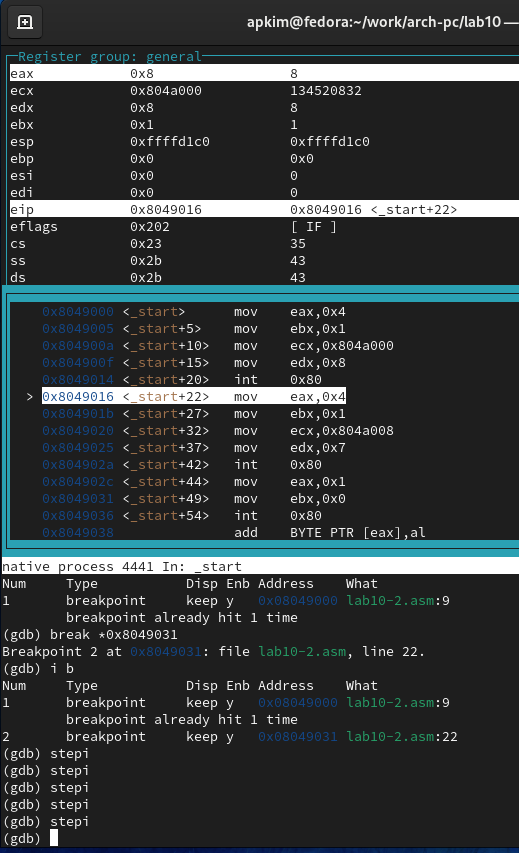 apkim@fedora:~/work/arch-pc/lab10 —
Register group: general
eax 0x8 8
ecx 0x804a000 134520832
edx 0x8 8
ebx 0x1 1
esp 0xffffd1c0 0xffffd1c0
ebp 0x0 0x0
esi 0x0 0
edi 0x0 0
eip 0x8049016 0x8049016 <_start+22>
eflags 0x202 [ IF ]
cs 0x23 35
ss 0x2b 43
ds 0x2b 43
0x8049000 <_start> mov eax,0x4
0x8049005 <_start+5> mov ebx,0x1
0x804900a <_start+10> mov ecx,0x804a000
0x804900f <_start+15> mov edx,0x8
0x8049014 <_start+20> int 0x80
> 0x8049016 <_start+22> mov eax,0x4
0x804901b <_start+27> mov ebx,0x1
0x8049020 <_start+32> mov ecx,0x804a008
0x8049025 <_start+37> mov edx,0x7
0x804902a <_start+42> int 0x80
0x804902c <_start+44> mov eax,0x1
0x8049031 <_start+49> mov ebx,0x0
0x8049036 <_start+54> int 0x80
0x8049038 add BYTE PTR [eax],al
native process 4441 In: _start
Num Type Disp Enb Address What
1 breakpoint keep y 0x08049000 lab10-2.asm:9
breakpoint already hit 1 time
(gdb) break *0x8049031
Breakpoint 2 at 0x8049031: file lab10-2.asm, line 22.
(gdb) i b
Num Type Disp Enb Address What
1 breakpoint keep y 0x08049000 lab10-2.asm:9
breakpoint already hit 1 time
2 breakpoint keep y 0x08049031 lab10-2.asm:22
(gdb) stepi
(gdb) stepi
(gdb) stepi
(gdb) stepi
(gdb) stepi
(gdb)